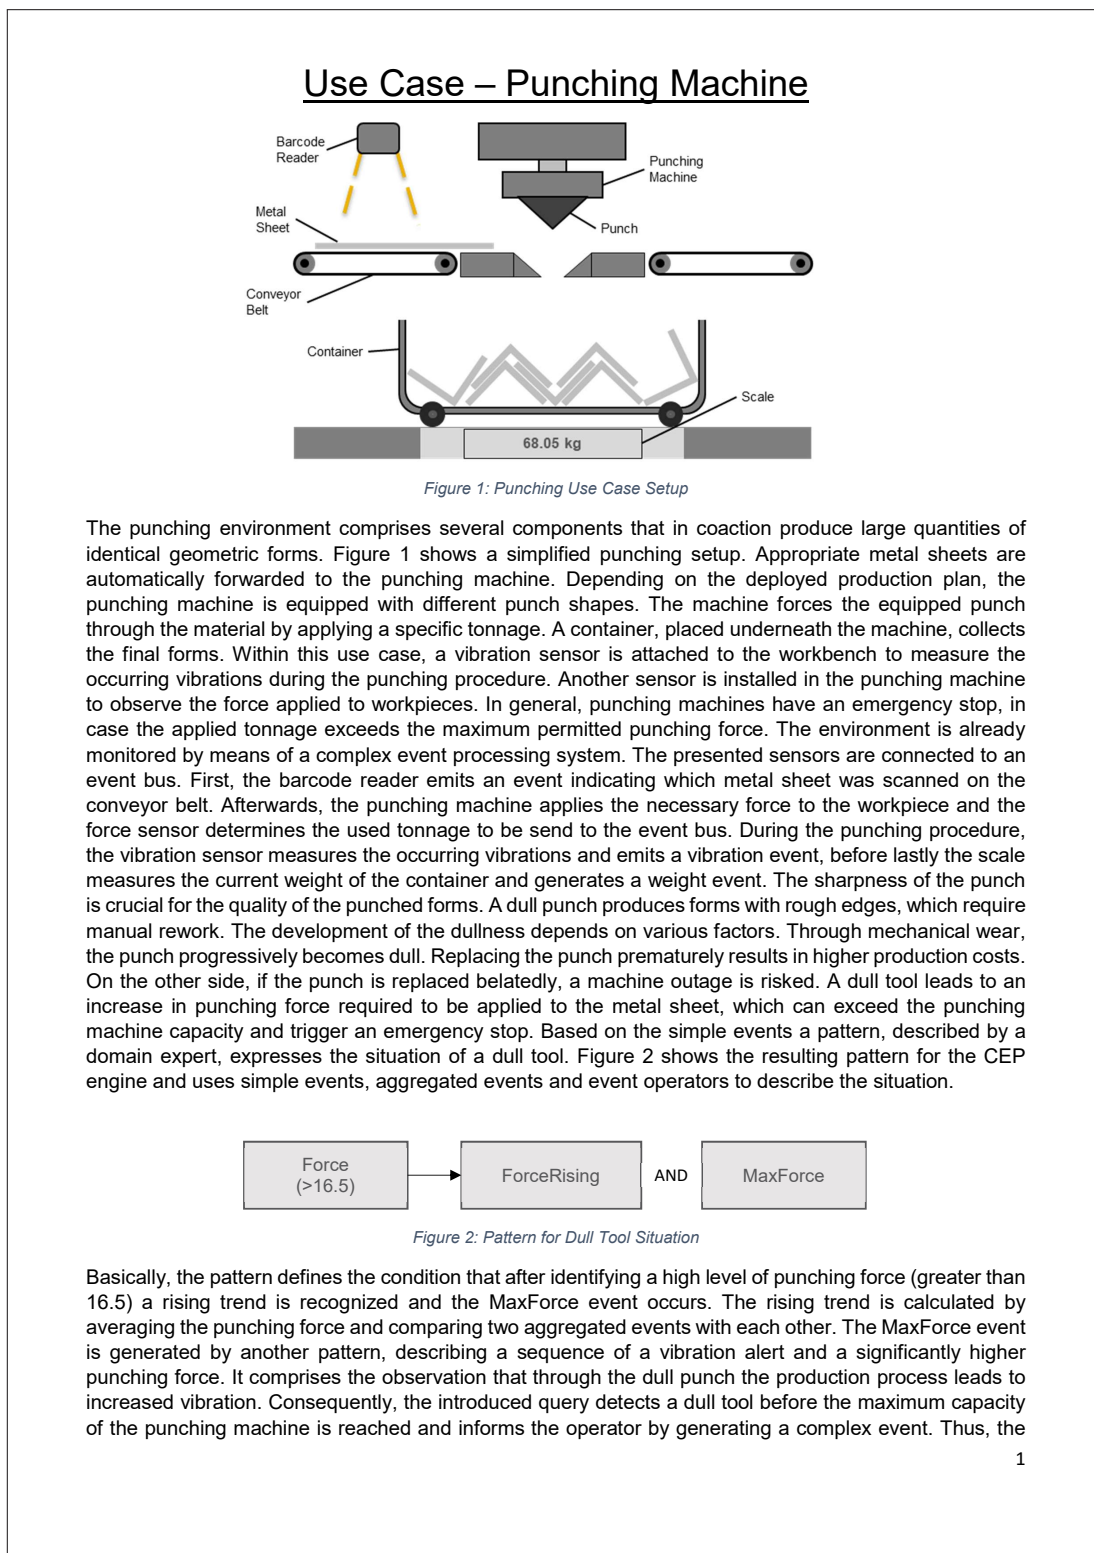 Use Case – Punching Machine
Barcode
Reader
Punching
Machine
Metal
Sheet
Punch
Conveyor
Belt
Container
Scale
68.05 kg
Figure 1: Punching Use Case Setup
The punching environment comprises several components that in coaction produce large quantities of
identical geometric forms. Figure 1 shows a simplified punching setup. Appropriate metal sheets are
automatically forwarded to the punching machine. Depending on the deployed production plan, the
punching machine is equipped with different punch shapes. The machine forces the equipped punch
through the material by applying a specific tonnage. A container, placed underneath the machine, collects
the final forms. Within this use case, a vibration sensor is attached to the workbench to measure the
occurring vibrations during the punching procedure. Another sensor is installed in the punching machine
to observe the force applied to workpieces. In general, punching machines have an emergency stop, in
case the applied tonnage exceeds the maximum permitted punching force. The environment is already
monitored by means of a complex event processing system. The presented sensors are connected to an
event bus. First, the barcode reader emits an event indicating which metal sheet was scanned on the
conveyor belt. Afterwards, the punching machine applies the necessary force to the workpiece and the
force sensor determines the used tonnage to be send to the event bus. During the punching procedure,
the vibration sensor measures the occurring vibrations and emits a vibration event, before lastly the scale
measures the current weight of the container and generates a weight event. The sharpness of the punch
is crucial for the quality of the punched forms. A dull punch produces forms with rough edges, which require
manual rework. The development of the dullness depends on various factors. Through mechanical wear,
the punch progressively becomes dull. Replacing the punch prematurely results in higher production costs.
On the other side, if the punch is replaced belatedly, a machine outage is risked. A dull tool leads to an
increase in punching force required to be applied to the metal sheet, which can exceed the punching
machine capacity and trigger an emergency stop. Based on the simple events a pattern, described by a
domain expert, expresses the situation of a dull tool. Figure 2 shows the resulting pattern for the CEP
engine and uses simple events, aggregated events and event operators to describe the situation.
Force
(>16.5)
ForceRising
AND
MaxForce
Figure 2: Pattern for Dull Tool Situation
Basically, the pattern defines the condition that after identifying a high level of punching force (greater than
16.5) a rising trend is recognized and the MaxForce event occurs. The rising trend is calculated by
averaging the punching force and comparing two aggregated events with each other. The MaxForce event
is generated by another pattern, describing a sequence of a vibration alert and a significantly higher
punching force. It comprises the observation that through the dull punch the production process leads to
increased vibration. Consequently, the introduced query detects a dull tool before the maximum capacity
of the punching machine is reached and informs the operator by generating a complex event. Thus, the
1